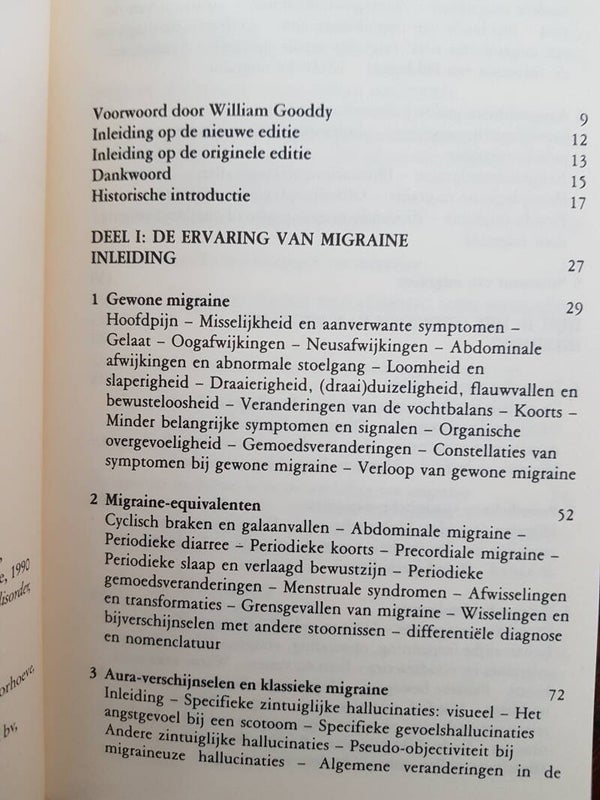 Voorwoord door William Gooddy 9
Inleiding op de nieuwe editie 12
Inleiding op de originele editie 13
Dankwoord 15
Historische introductie 17
DEEL I: DE ERVARING VAN MIGRAINE
INLEIDING 27
1 Gewone migraine 29
Hoofdpijn – Misselijkheid en aanverwante symptomen –
Gelaat – Oogafwijkingen – Neusafwijkingen – Abdominale
afwijkingen en abnormale stoelgang – Loomheid en
slaperigheid – Draaierigheid, (draai)duizeligheid, flauwvallen en
bewusteloosheid – Veranderingen van de vochtbalans – Koorts –
Minder belangrijke symptomen en signalen – Organische
overgevoeligheid – Gemoedsveranderingen – Constellaties van
symptomen bij gewone migraine – Verloop van gewone migraine
2 Migraine-equivalenten 52
Cyclisch braken en galaanvallen – Abdominale migraine –
Periodieke diarree – Periodieke koorts – Precordiale migraine –
Periodieke slaap en verlaagd bewustzijn – Periodieke
gemoedsveranderingen – Menstruale syndromen – Afwisselingen
en transformaties – Grensgevallen van migraine – Wisselingen en
bijverschijnselen met andere stoornissen – differentiële diagnose
en nomenclatuur
3 Aura-verschijnselen en klassieke migraine 72
Inleiding – Specifieke zintuiglijke hallucinaties: visueel – Het
angstgevoel bij een scotoom – Specifieke gevoelshallucinaties
Andere zintuiglijke hallucinaties – Pseudo-objectiviteit bij
migraineuze hallucinaties – Algemene veranderingen in de
, 1990
disorder,
bv,